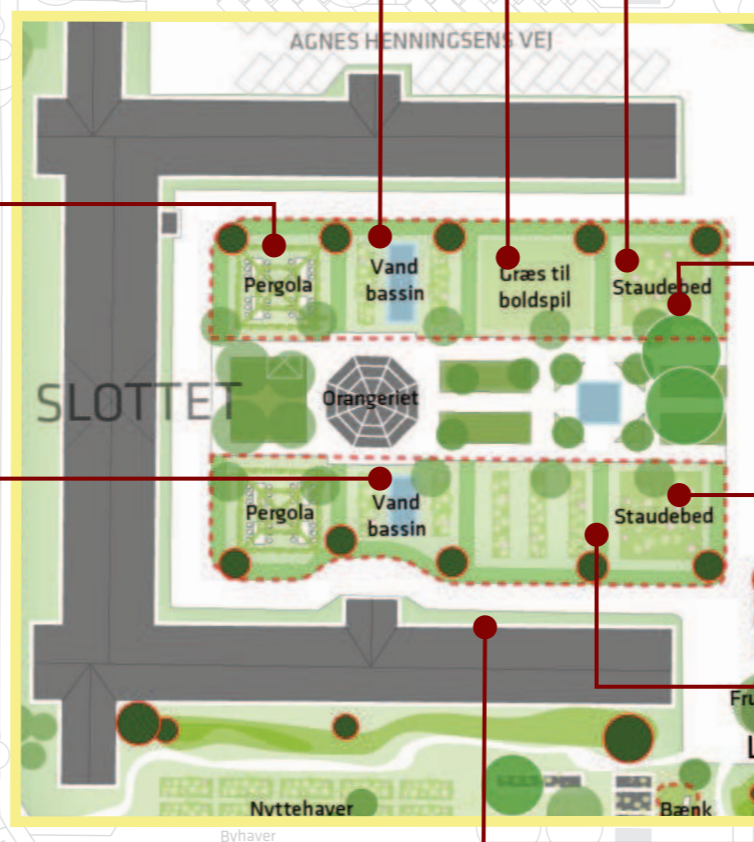 AGNES HENNINGSENS VEJ
Pergola
Vand
bassin
Græs til
boldspil
Staudebed
SLOTTET
Orangeriet
Pergola
Vand
bassin
Staudebed
Nyttehaver
Bænk
Byhaver